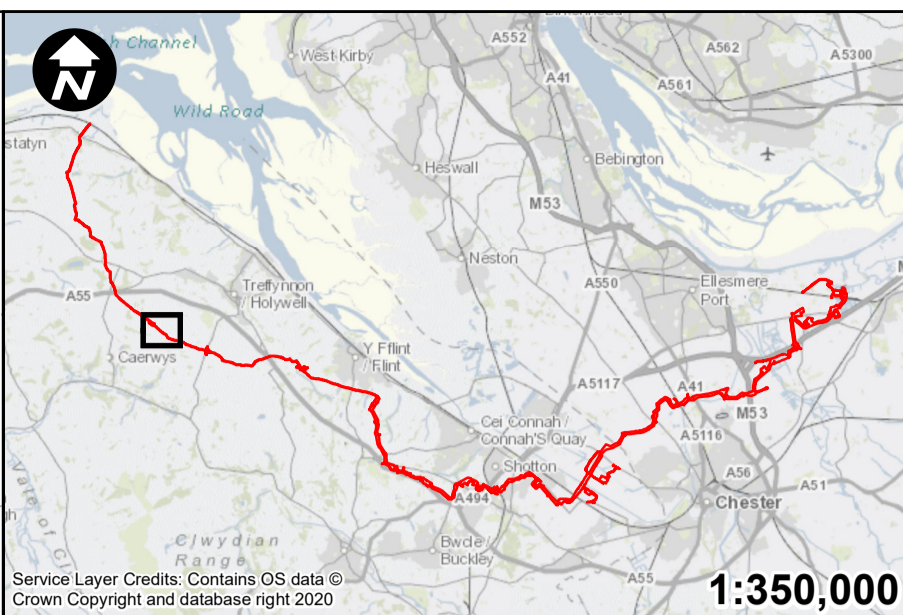 N
Channel
Wild Road
West Kirby
A552
A562
A5300
A41
A561
statyn
Heswall
Bebington
M53
Neston
A550
Ellesmere
Port
A55
Treffynnon
/ Holywell
Caerwys
Y Fflint
/ Flint
A5117
A41
M53
Cei Connah /
Connah'S Quay
A5116
Shotton
A56
A51
A494
Chester
Clwydian
Range
Bwcle /
Buckley
A55
Service Layer Credits: Contains OS data ©
Crown Copyright and database right 2020
1:350,000